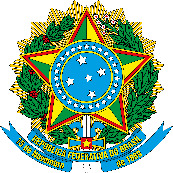 REPÚBLICA FEDERATIVA DO BRASIL
15 DE NOVEMBRO
DE 1889